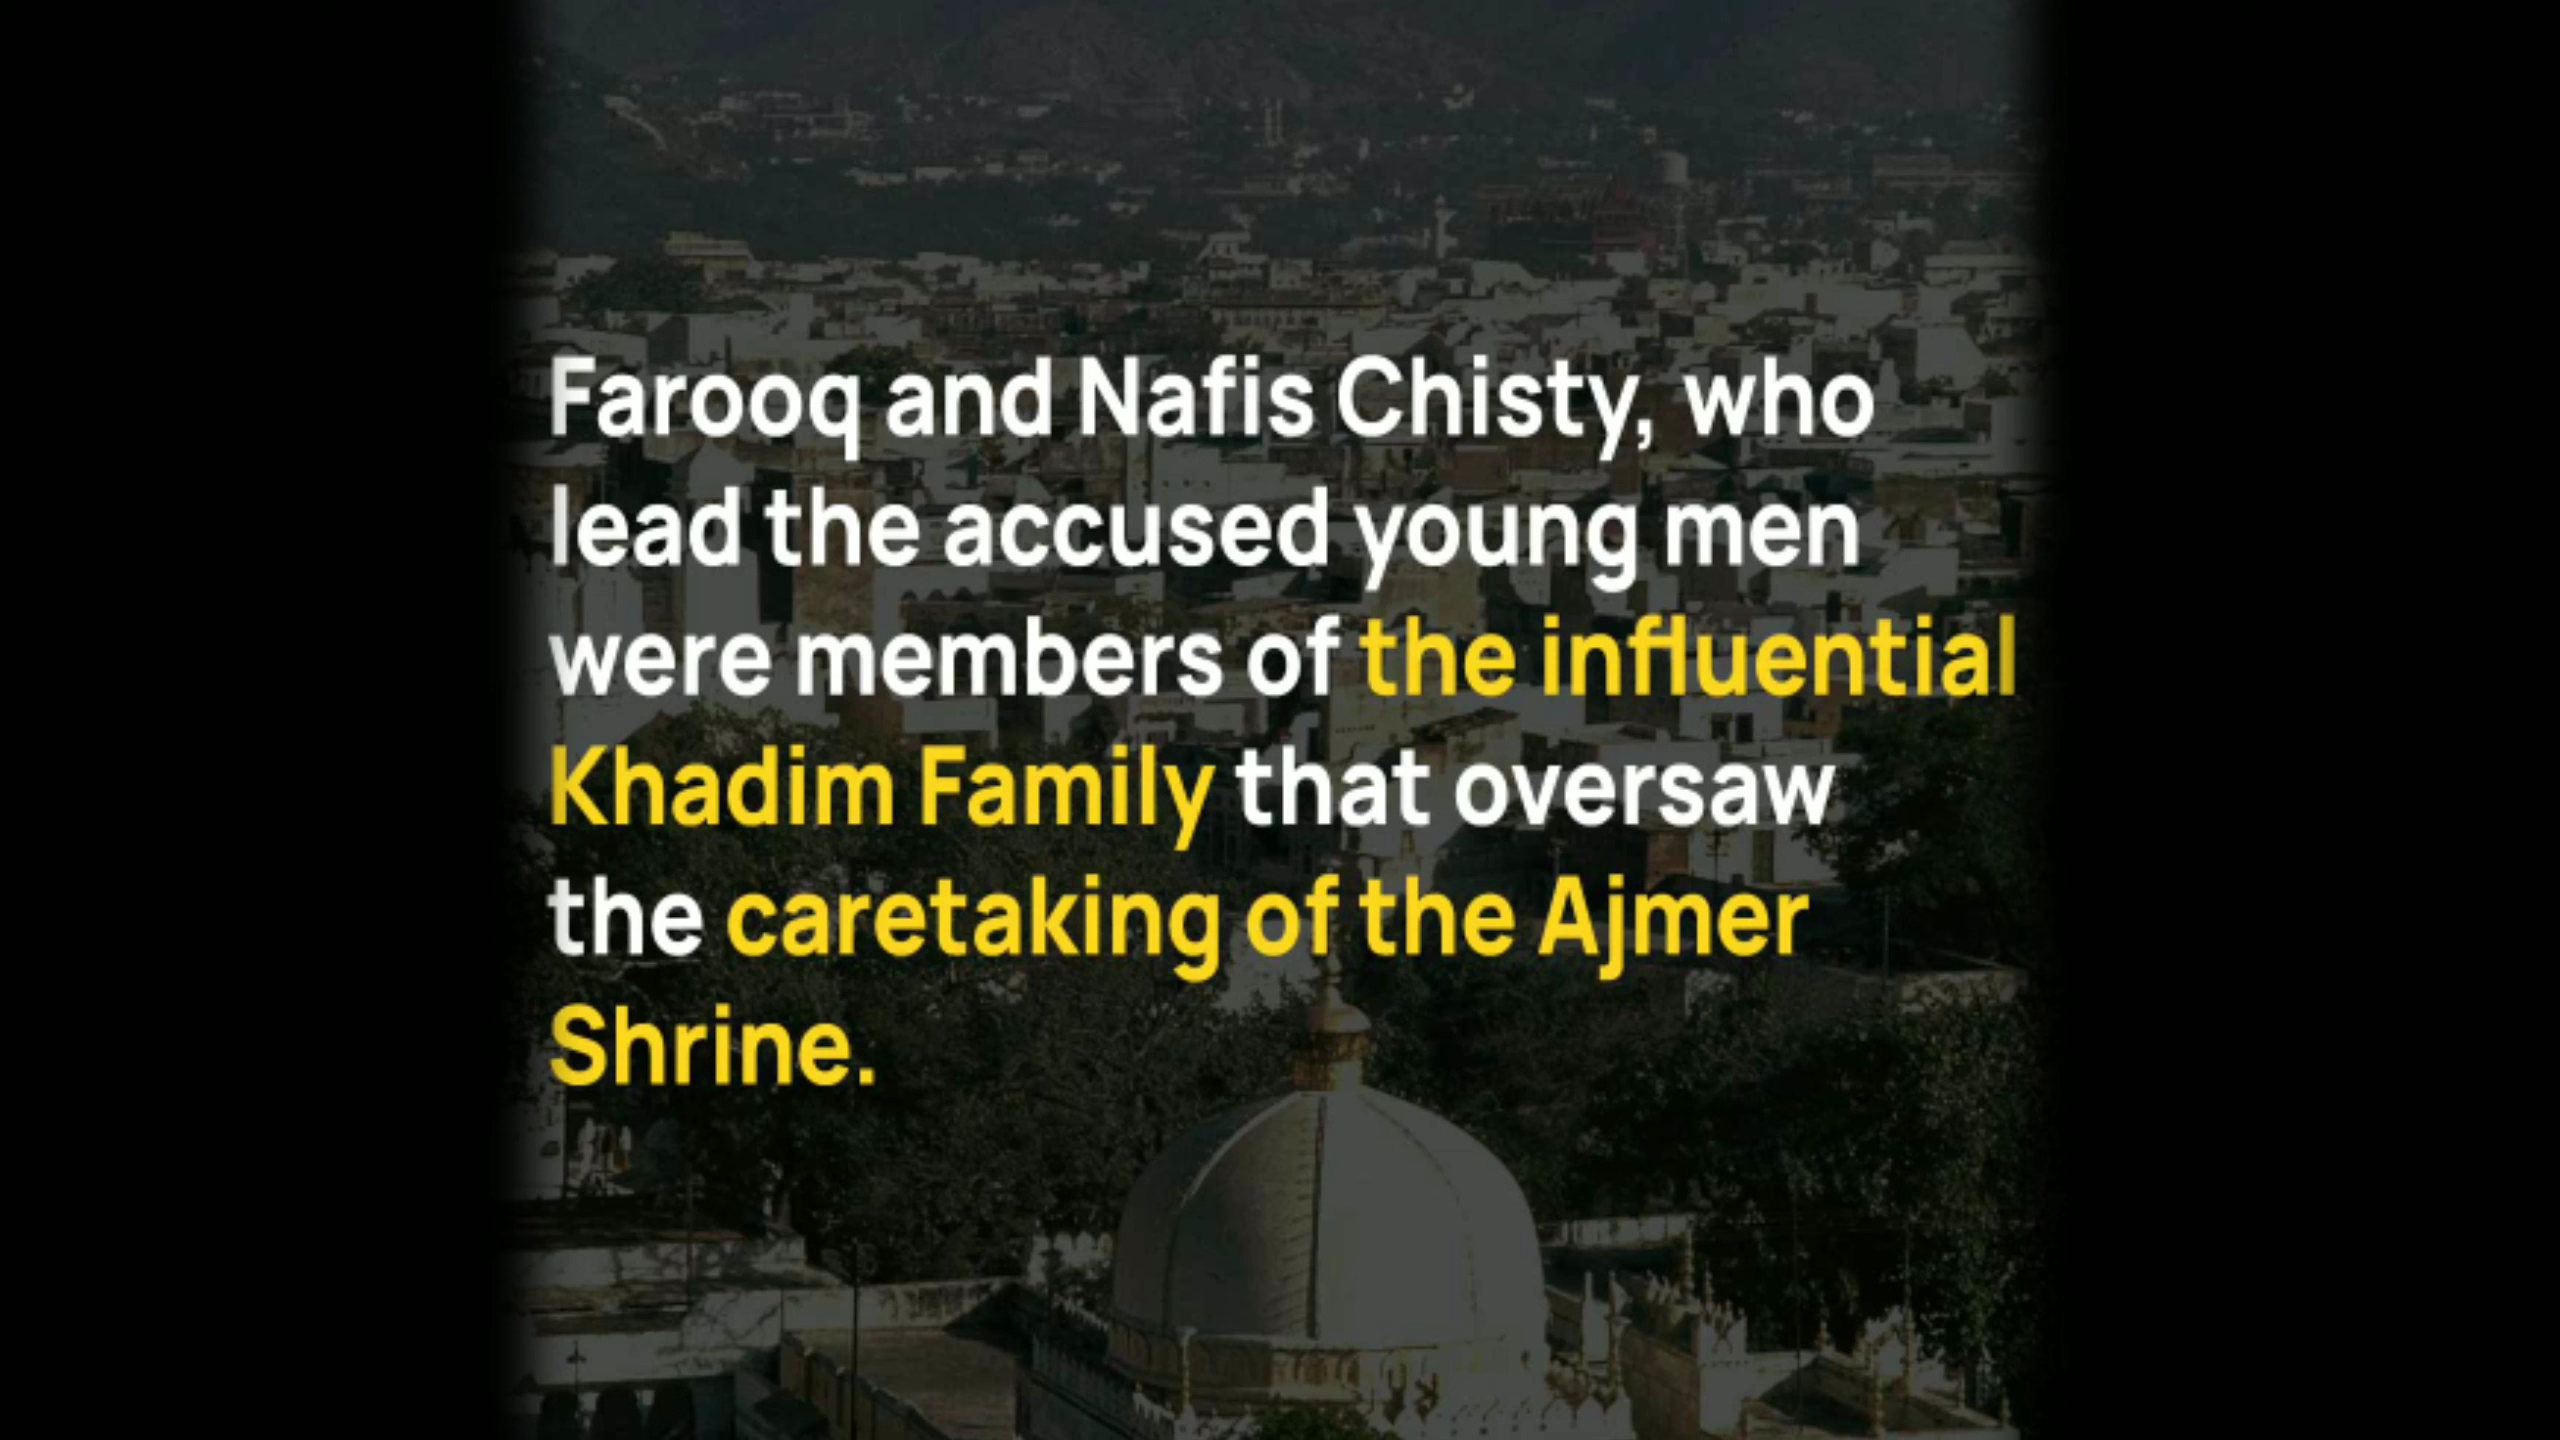 Farooq and Nafis Chisty, who
lead the accused young men
were members of the influential
Khadim Family that oversaw
the caretaking of the Ajmer
Shrine.